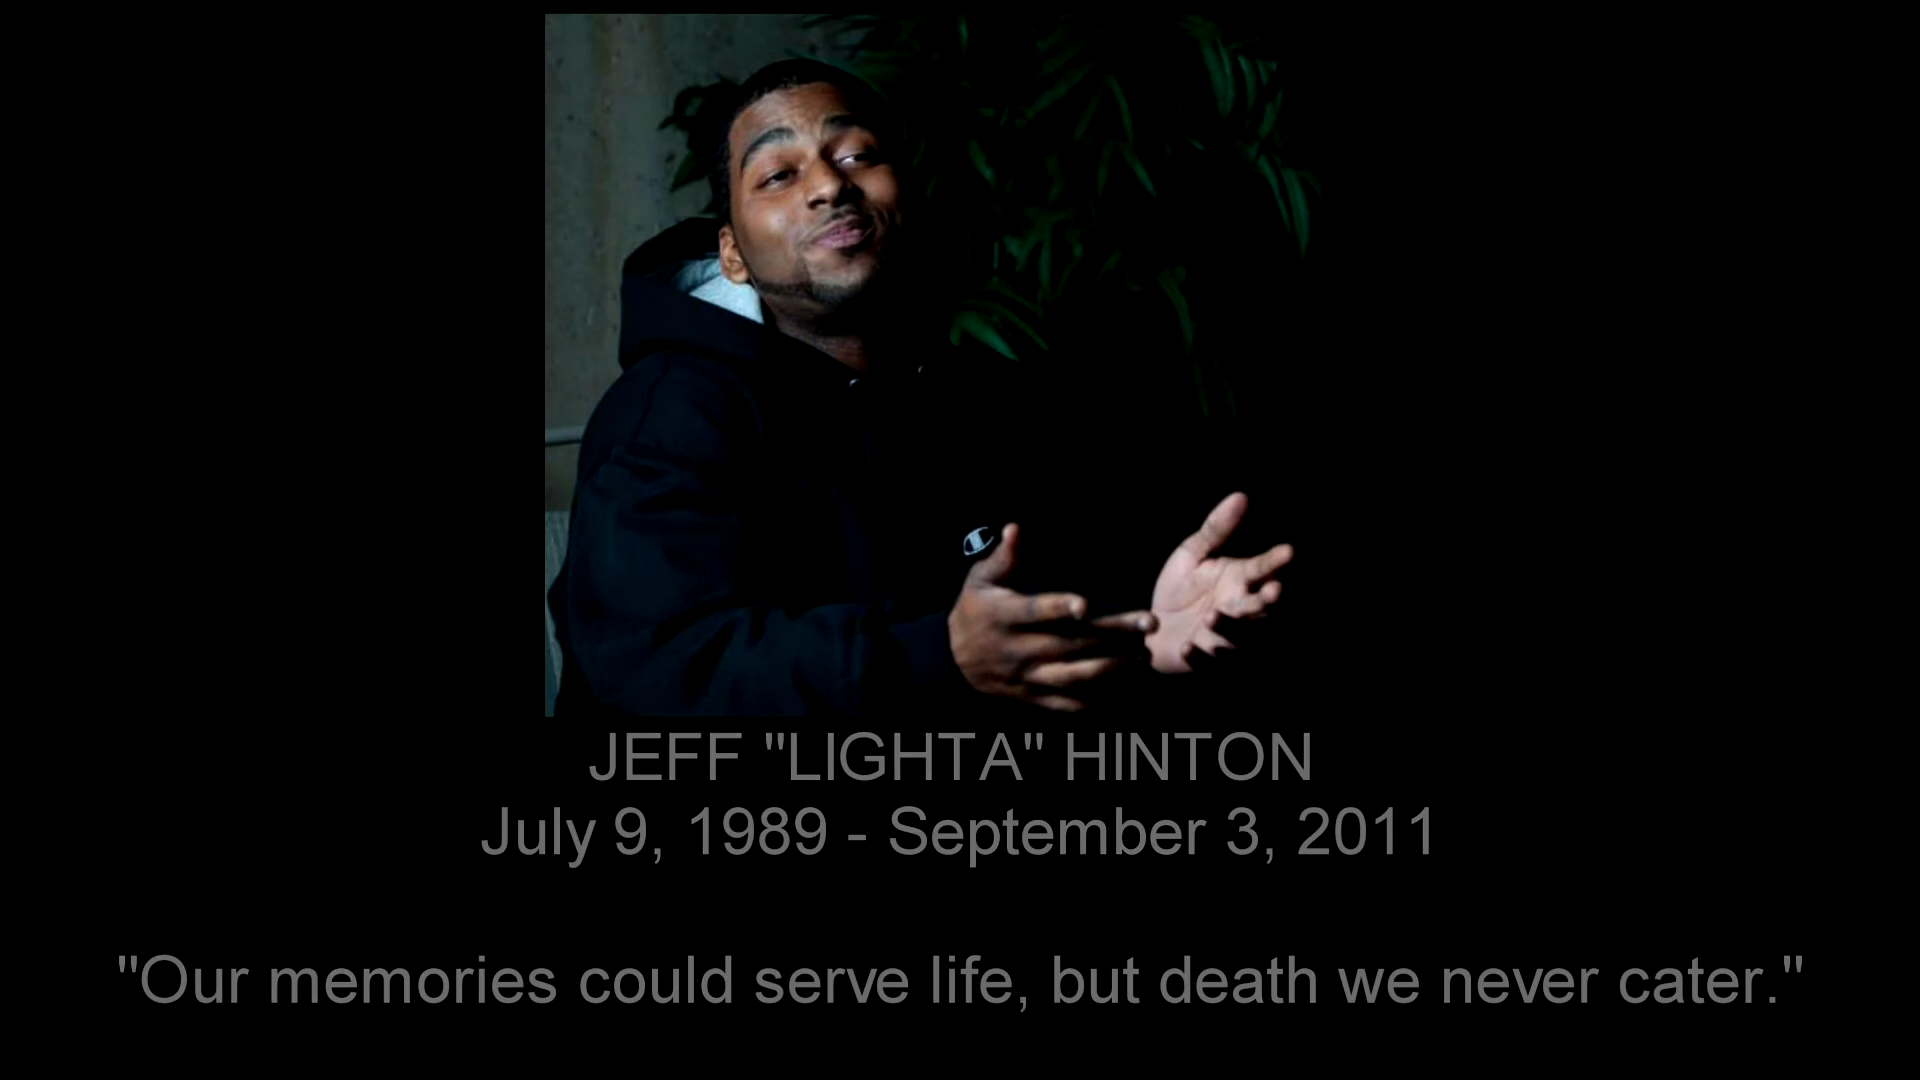 JEFF "LIGHTA" HINTON
July 9, 1989 - September 3, 2011
"Our memories could serve life, but death we never cater."